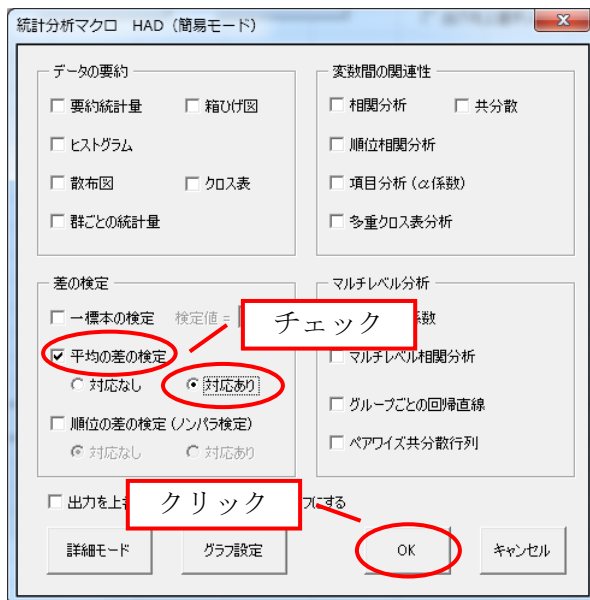 統計分析マクロ HAD（簡易モード）
データの要約
要約統計量 箱ひげ図
ヒストグラム
散布図 クロス表
群ごとの統計量
変数間の関連性
相関分析 共分散
順位相関分析
項目分析（α係数）
多重クロス表分析
差の検定
一標本の検定 検定値 =
平均の差の検定
対応なし 対応あり
順位の差の検定（ノンパラ検定）
対応なし 対応あり
チェック
マルチレベル分析
係数
マルチレベル相関分析
グループごとの回帰直線
ペアワイズ共分散行列
出力を上
クリック
にする
詳細モード グラフ設定 OK キャンセル